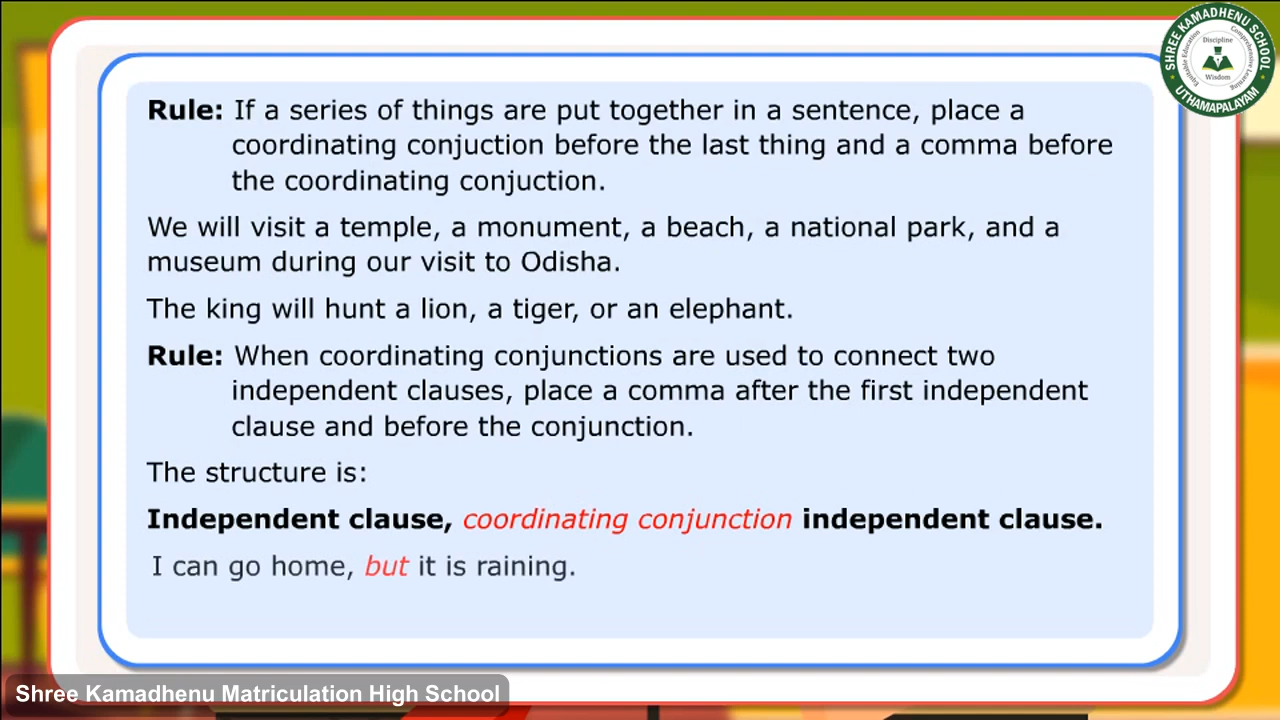 SHREE KAMADHENU SCHOOL
Equitable Education
Discipline
Comprehensive Learning
Wisdom
UTHAMAPALAYAM
Rule: If a series of things are put together in a sentence, place a
coordinating conjuction before the last thing and a comma before
the coordinating conjuction.
We will visit a temple, a monument, a beach, a national park, and a
museum during our visit to Odisha.
The king will hunt a lion, a tiger, or an elephant.
Rule: When coordinating conjunctions are used to connect two
independent clauses, place a comma after the first independent
clause and before the conjunction.
The structure is:
Independent clause, coordinating conjunction independent clause.
I can go home, but it is raining.
Shree Kamadhenu Matriculation High School